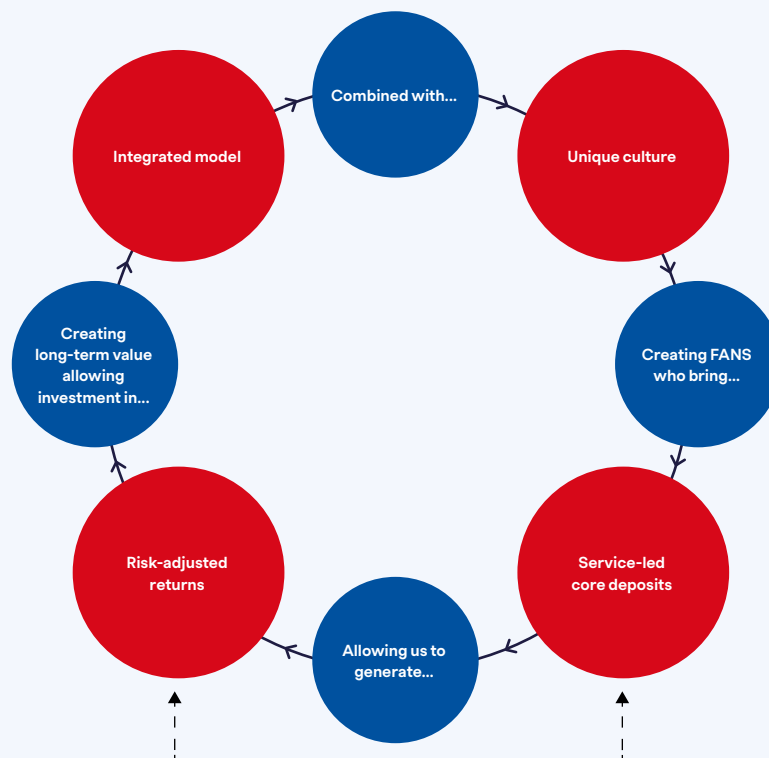 Combined with...
Integrated model
Unique culture
Creating
long-term value
allowing
investment in...
Creating FANS
who bring...
Risk-adjusted
returns
Service-led
core deposits
Allowing us to
generate...